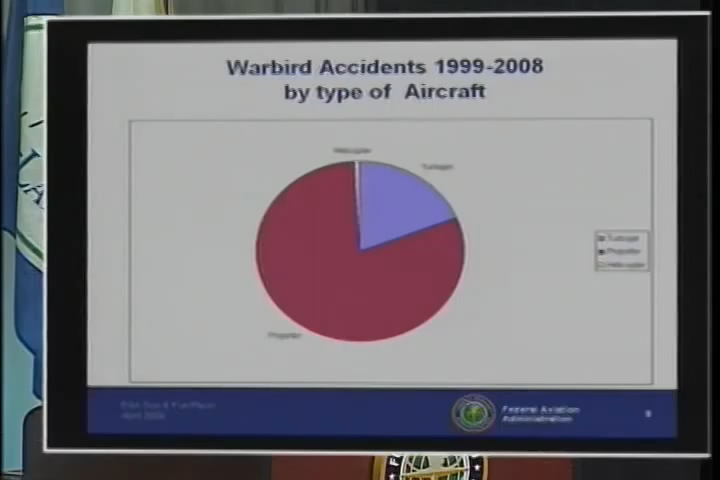 Warbird Accidents 1999-2008
by type of Aircraft
Helicopter
Turbojet
Propeller
Turbojet
Propeller
Helicopter
Federal Aviation
Administration